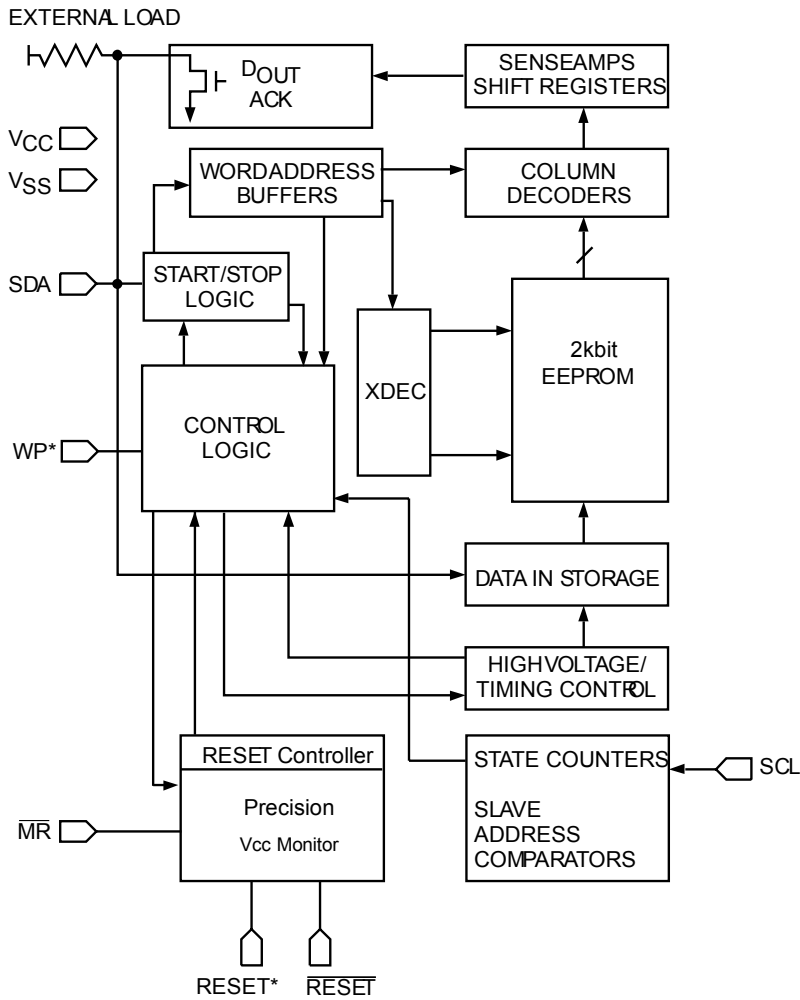 EXTERNAL LOAD
DOUT
ACK
SENSEAMPS
SHIFT REGISTERS
VCC
VSS
WORDADDRESS
BUFFERS
COLUMN
DECODERS
SDA
START/STOP
LOGIC
2kbit
EEPROM
XDEC
WP*
CONTROL
LOGIC
DATA IN STORAGE
HIGHVOLTAGE/
TIMING CONTROL
RESET Controller
Precision
Vcc Monitor
STATE COUNTERS
SLAVE
ADDRESS
COMPARATORS
SCL
MR
RESET*
RESET